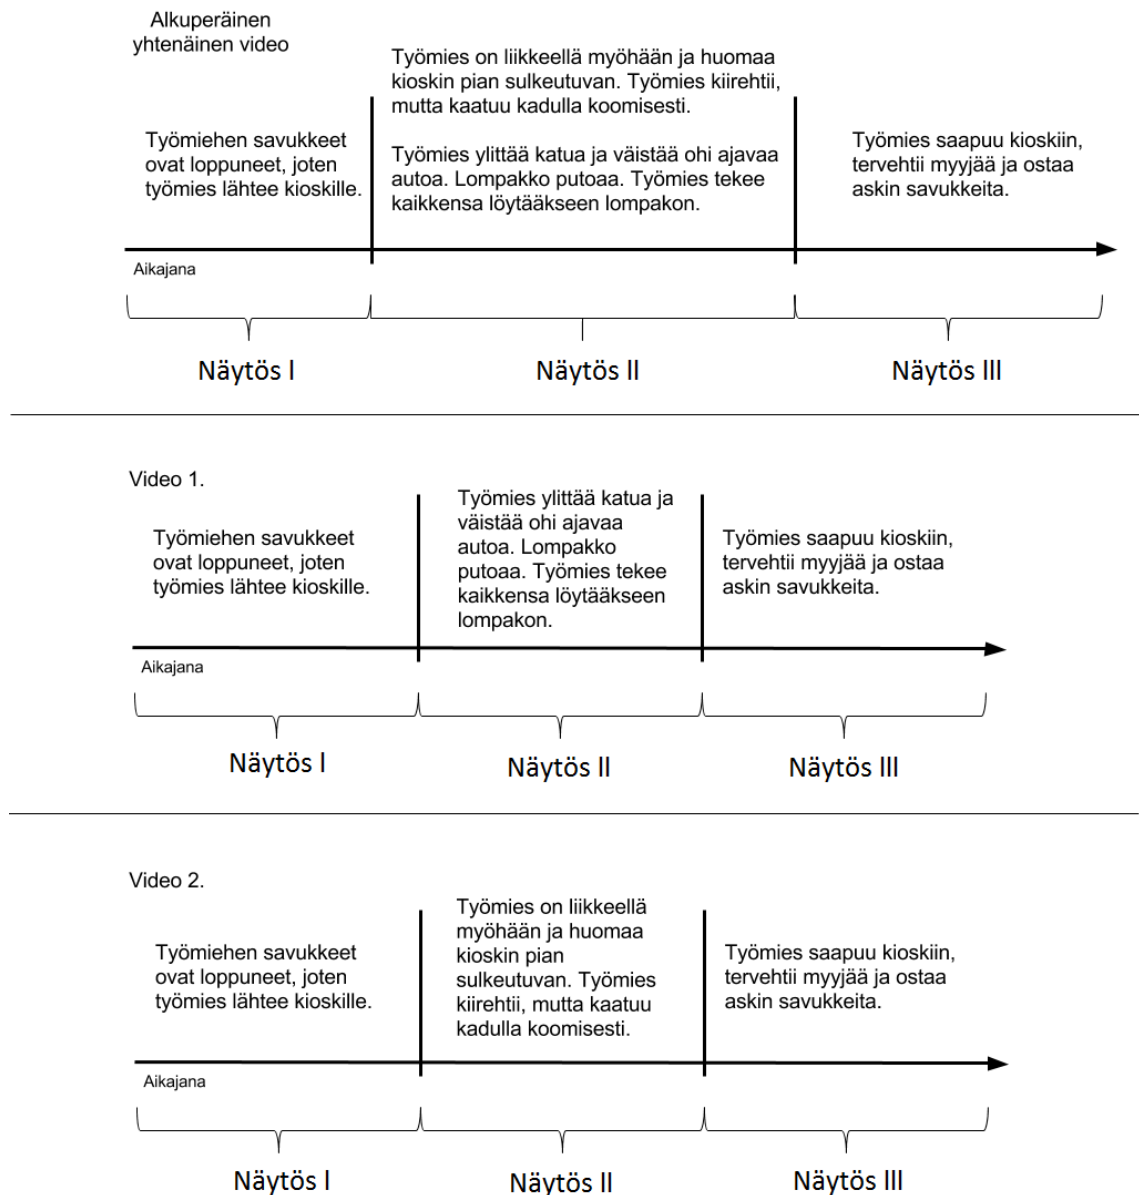 Alkuperäinen
yhtenäinen video
Työmiehen savukkeet
ovat loppuneet, joten
työmies lähtee kioskille.
Työmies on liikkeellä myöhään ja huomaa
kioskin pian sulkeutuvan. Työmies kiirehtii,
mutta kaatuu kadulla koomisesti.
Työmies ylittää katua ja väistää ohi ajavaa
autoa. Lompakko putoaa. Työmies tekee
kaikkensa löytääkseen lompakon.
Työmies saapuu kioskiin,
tervehtii myyjää ja ostaa
askin savukkeita.
Aikajana
Näytös I
Näytös II
Näytös III
Video 1.
Työmiehen savukkeet
ovat loppuneet, joten
työmies lähtee kioskille.
Työmies ylittää katua ja
väistää ohi ajavaa
autoa. Lompakko
putoaa. Työmies tekee
kaikkensa löytääkseen
lompakon.
Työmies saapuu kioskiin,
tervehtii myyjää ja ostaa
askin savukkeita.
Aikajana
Näytös I
Näytös II
Näytös III
Video 2.
Työmiehen savukkeet
ovat loppuneet, joten
työmies lähtee kioskille.
Työmies on liikkeellä
myöhään ja huomaa
kioskin pian
sulkeutuvan. Työmies
kiirehtii, mutta kaatuu
kadulla koomisesti.
Työmies saapuu kioskiin,
tervehtii myyjää ja ostaa
askin savukkeita.
Aikajana
Näytös I
Näytös II
Näytös III